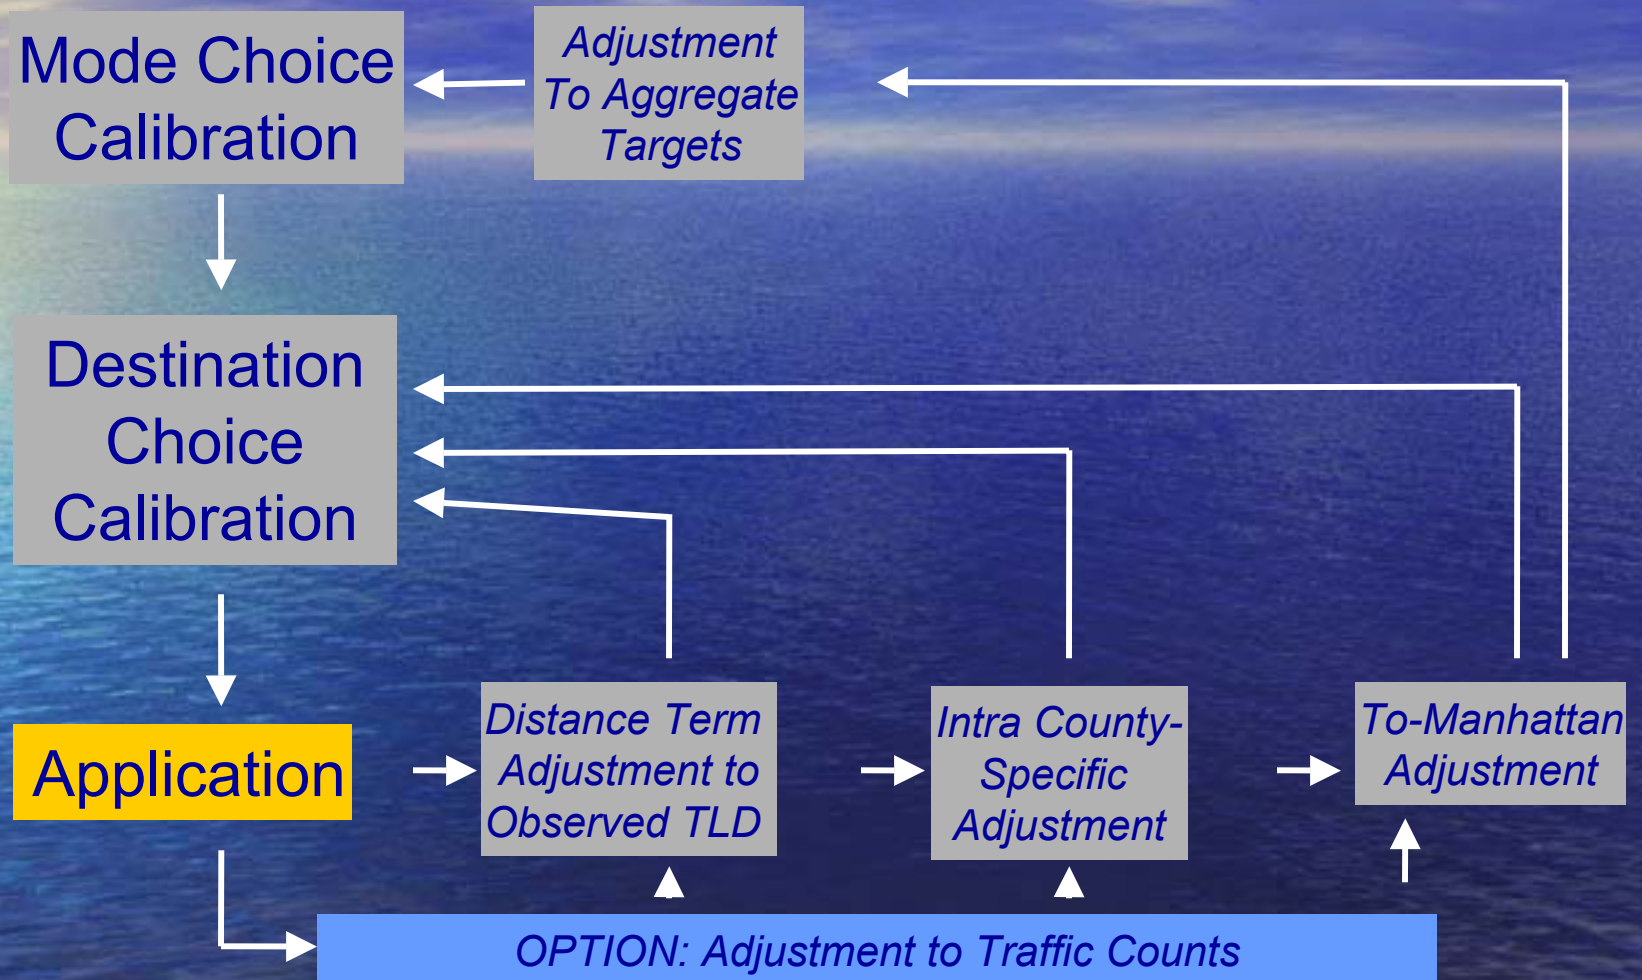 Mode Choice
Calibration
Adjustment
To Aggregate
Targets
Destination
Choice
Calibration
Application
Distance Term
Adjustment to
Observed TLD
Intra County-
Specific
Adjustment
To-Manhattan
Adjustment
OPTION: Adjustment to Traffic Counts